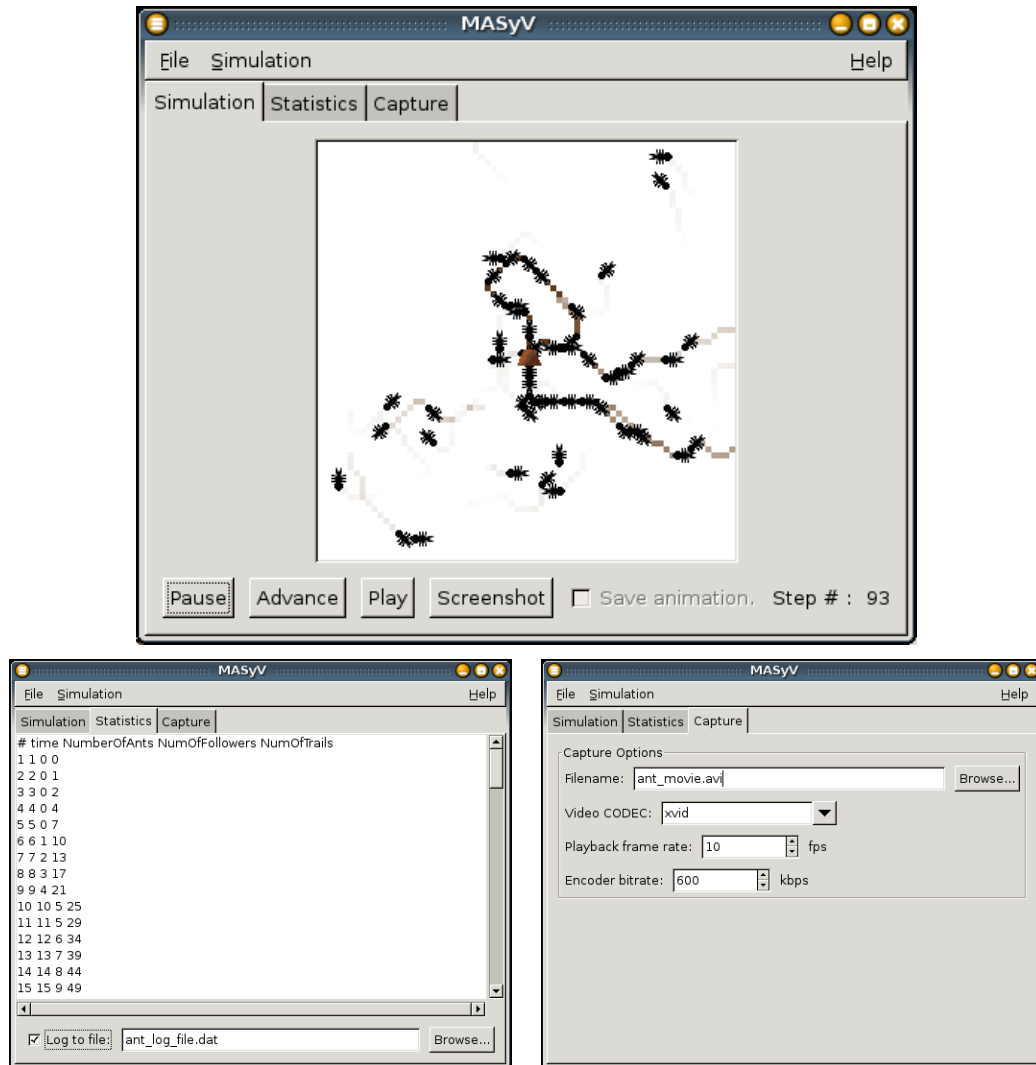 MASyV
File Simulation Help
Simulation Statistics Capture
Pause Advance Play Screenshot Save animation. Step # : 93
MASyV
File Simulation Help
Simulation Statistics Capture
# time NumberOfAnts NumOfFollowers NumOfTrails
1 1 0 0
2 2 0 1
3 3 0 2
4 4 0 4
5 5 0 7
6 6 1 10
7 7 2 13
8 8 3 17
9 9 4 21
10 10 5 25
11 11 5 29
12 12 6 34
13 13 7 39
14 14 8 44
15 15 9 49
Log to file: ant_log_file.dat Browse...
MASyV
File Simulation Help
Simulation Statistics Capture
Capture Options
Filename: ant_movie.avi Browse...
Video CODEC: xvid
Playback frame rate: 10 fps
Encoder bitrate: 600 kbps